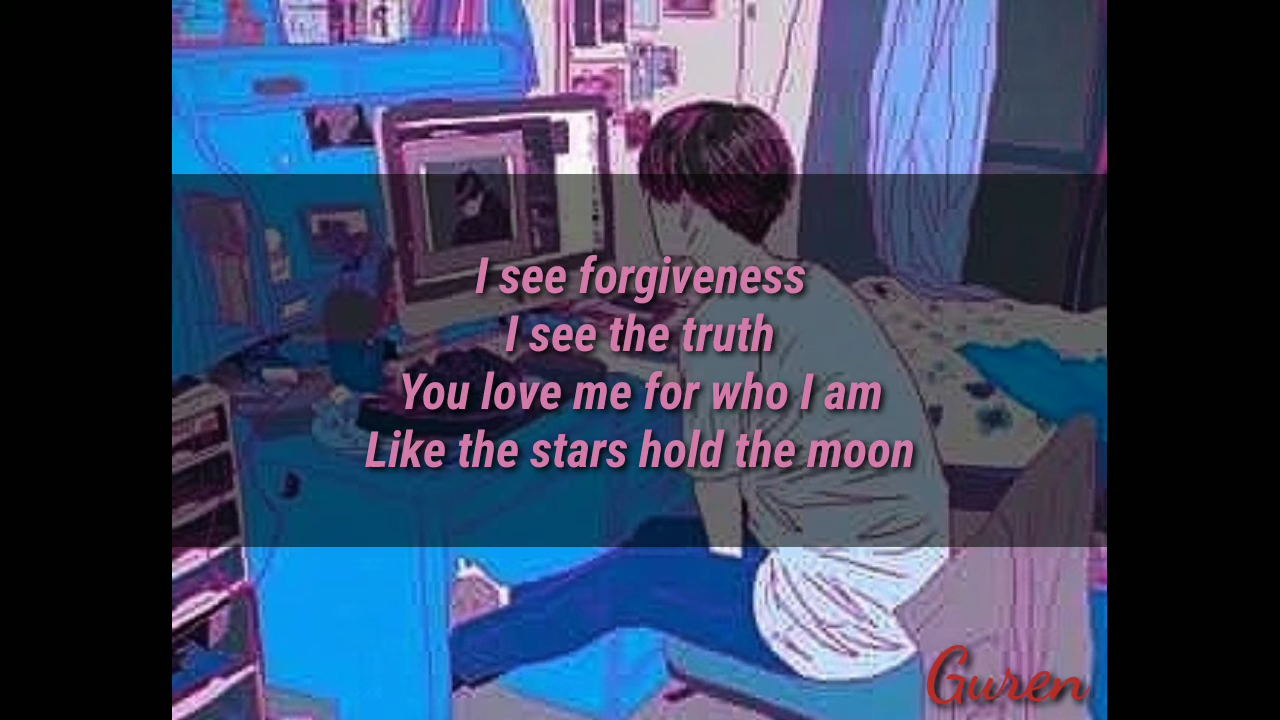 I see forgiveness
I see the truth
You love me for who I am
Like the stars hold the moon
Guren